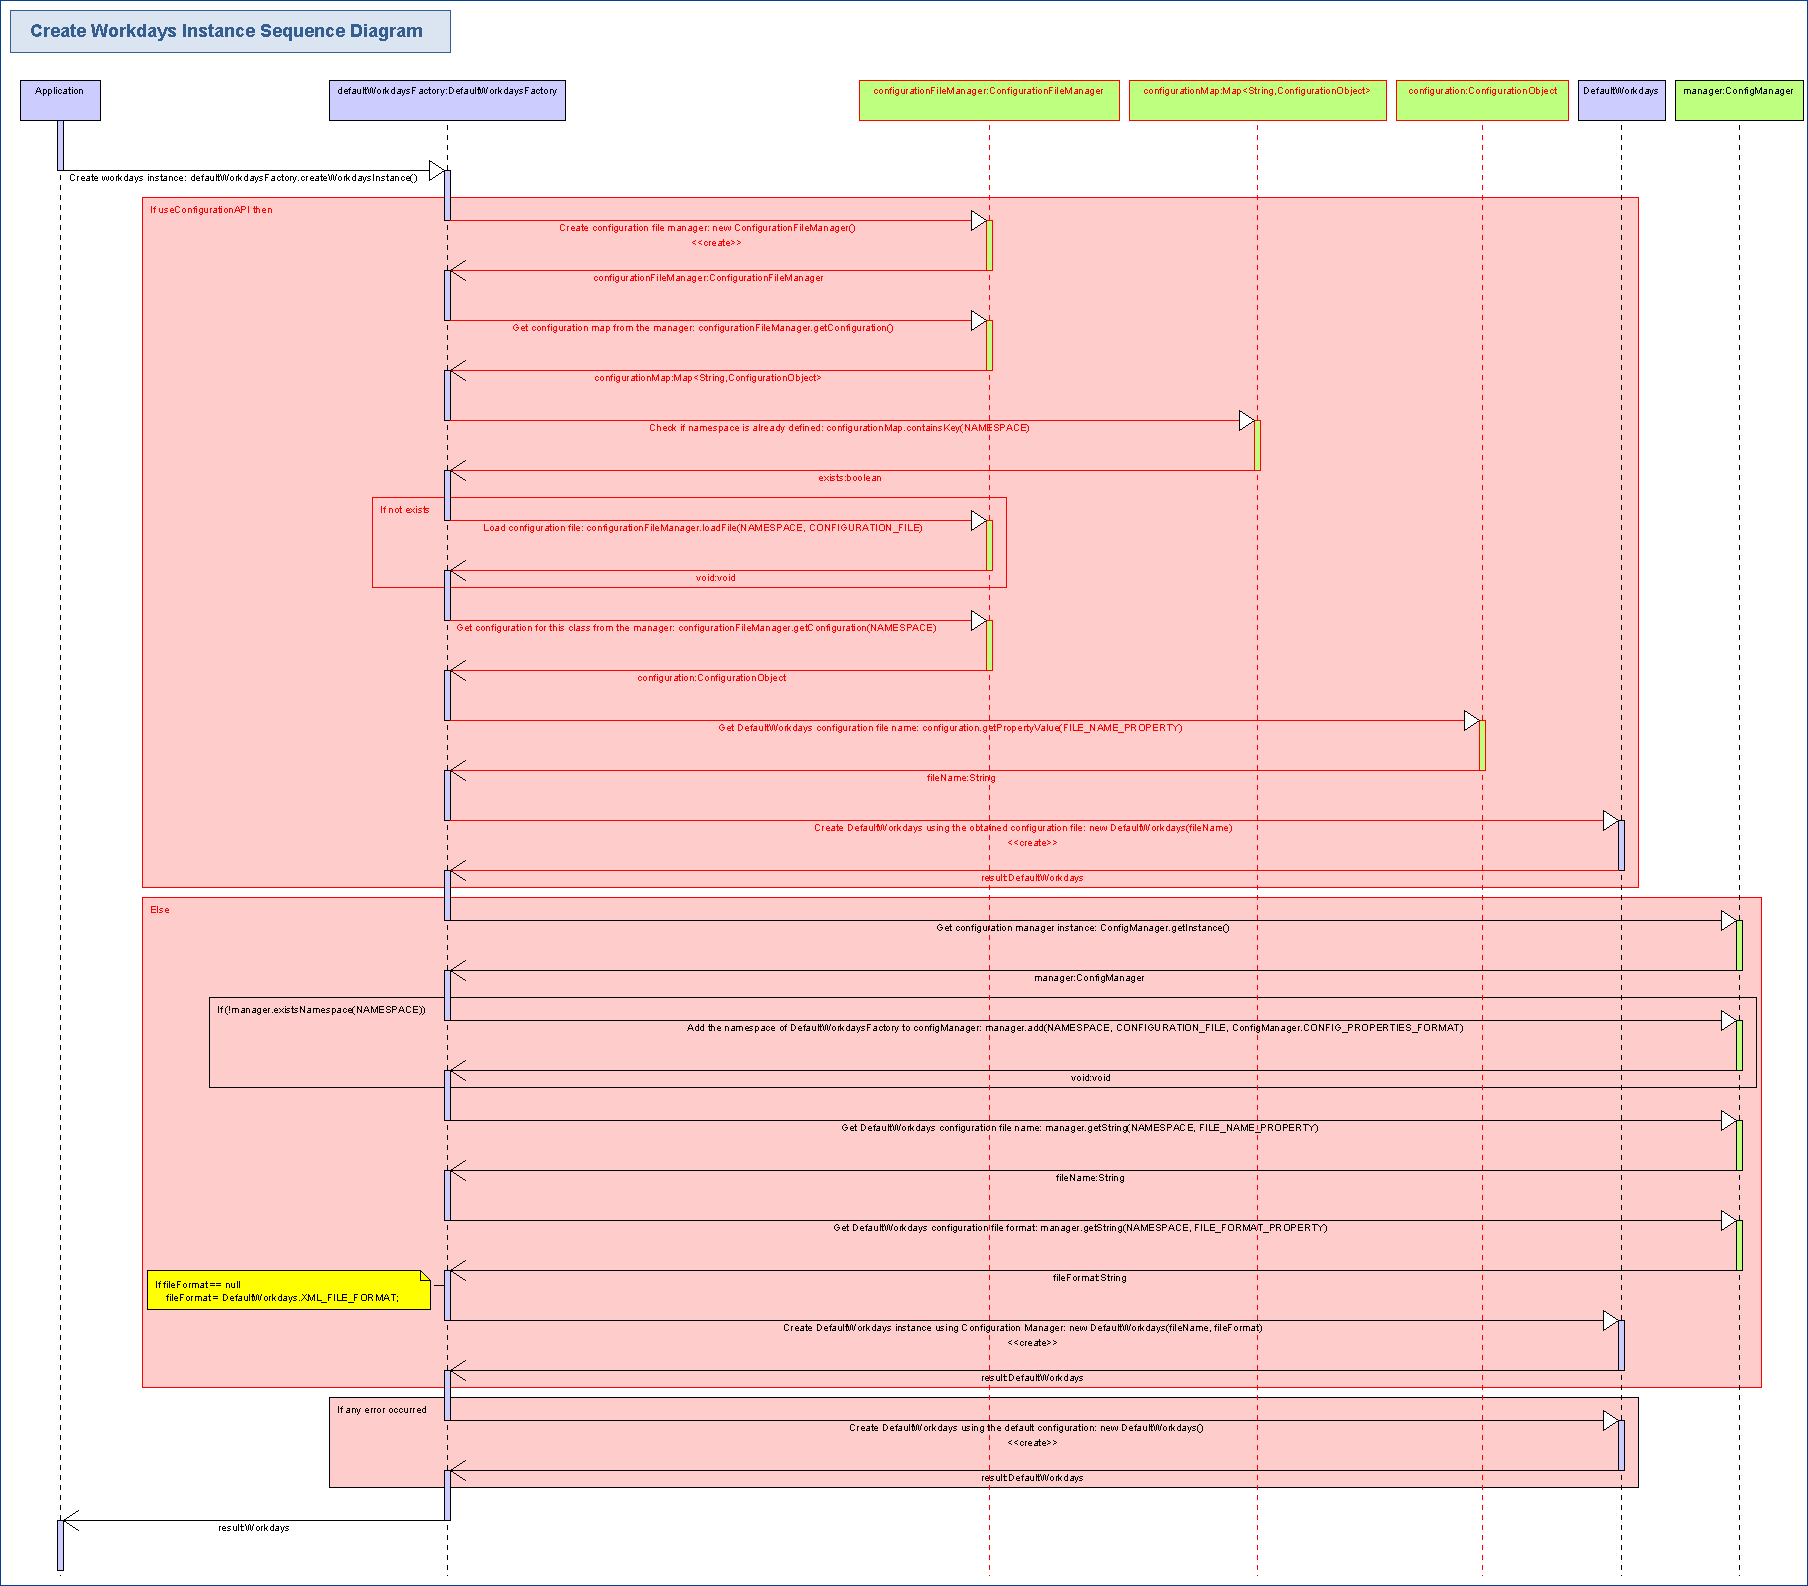 Create Workdays Instance Sequence Diagram
Application
defaultWorkdaysFactory:DefaultWorkdaysFactory
configurationFileManager:ConfigurationFileManager
configurationMap:Map<String,ConfigurationObject>
configuration:ConfigurationObject
DefaultWorkdays
manager:ConfigManager
Create workdays instance: defaultWorkdaysFactory.createWorkdaysInstance()
If useConfigurationAPI then
Create configuration file manager: new ConfigurationFileManager()
<<create>>
configurationFileManager:ConfigurationFileManager
Get configuration map from the manager: configurationFileManager.getConfiguration()
configurationMap:Map<String,ConfigurationObject>
Check if namespace is already defined: configurationMap.containsKey(NAMESPACE)
exists:boolean
If not exists
Load configuration file: configurationFileManager.loadFile(NAMESPACE, CONFIGURATION_FILE)
void:void
Get configuration for this class from the manager: configurationFileManager.getConfiguration(NAMESPACE)
configuration:ConfigurationObject
Get DefaultWorkdays configuration file name: configuration.getPropertyValue(FILE_NAME_PROPERTY)
fileName:String
Create DefaultWorkdays using the obtained configuration file: new DefaultWorkdays(fileName)
<<create>>
result:DefaultWorkdays
Else
Get configuration manager instance: ConfigManager.getInstance()
manager:ConfigManager
If (!manager.existsNamespace(NAMESPACE))
Add the namespace of DefaultWorkdaysFactory to configManager: manager.add(NAMESPACE, CONFIGURATION_FILE, ConfigManager.CONFIG_PROPERTIES_FORMAT)
void:void
Get DefaultWorkdays configuration file name: manager.getString(NAMESPACE, FILE_NAME_PROPERTY)
fileName:String
Get DefaultWorkdays configuration file format: manager.getString(NAMESPACE, FILE_FORMAT_PROPERTY)
fileFormat:String
If fileFormat == null
fileFormat = DefaultWorkdays.XML_FILE_FORMAT;
Create DefaultWorkdays instance using Configuration Manager: new DefaultWorkdays(fileName, fileFormat)
<<create>>
result:DefaultWorkdays
If any error occurred
Create DefaultWorkdays using the default configuration: new DefaultWorkdays()
<<create>>
result:DefaultWorkdays
result:Workdays